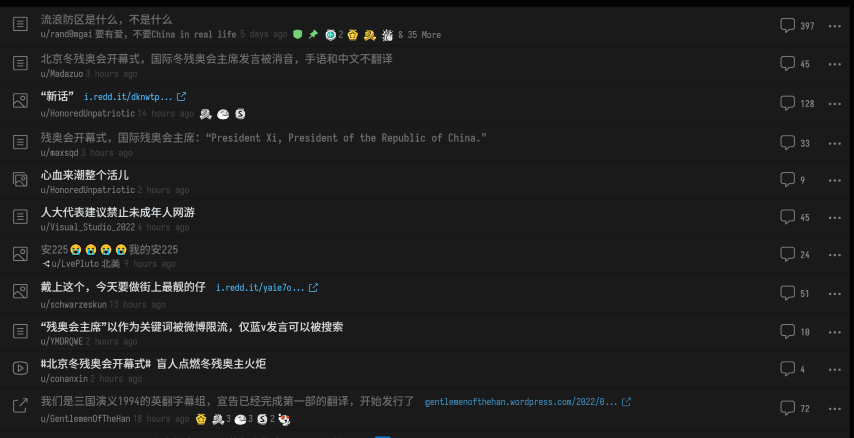 流浪防区是什么，不是什么
397
u/rand0mgai 要有爱，不要China in real life 5 days ago 2 & 35 More
北京冬残奥会开幕式，国际冬残奥会主席发言被消音，手语和中文不翻译
45
u/Madazuo 3 hours ago
“新话” i.redd.it/dknwtp...
128
u/HonoredUnpatriotic 14 hours ago
残奥会开幕式，国际残奥会主席：“President Xi, President of the Republic of China.”
33
u/maxsqd 3 hours ago
心血来潮整个活儿
9
u/HonoredUnpatriotic 2 hours ago
人大代表建议禁止未成年人网游
45
u/Visual_Studio_2022 4 hours ago
安225😭😭😭😭我的安225
24
u/LvePluto 北美 9 hours ago
戴上这个，今天要做街上最靓的仔 i.redd.it/yaie7o...
51
u/schwarzeskun 13 hours ago
“残奥会主席”以作为关键词被微博限流，仅蓝v发言可以被搜索
10
u/YMDRQWE 2 hours ago
#北京冬残奥会开幕式# 盲人点燃冬残奥主火炬
4
u/conanxin 2 hours ago
我们是三国演义1994的英翻字幕组，宣告已经完成第一部的翻译，开始发行了 gentlemenofthehan.wordpress.com/2022/0...
72
u/GentlemenOfTheHan 18 hours ago 3 3 2